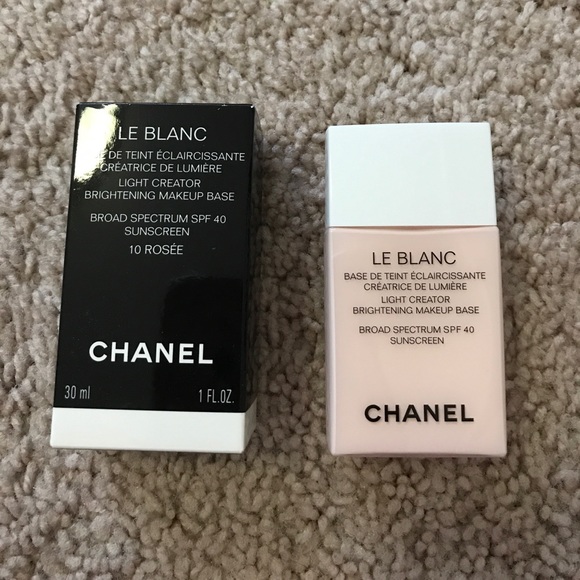 LE BLANC
BASE DE TEINT ÉCLAIRCISSANTE
CRÉATRICE DE LUMIÈRE
LIGHT CREATOR
BRIGHTENING MAKEUP BASE
BROAD SPECTRUM SPF 40
SUNSCREEN
10 ROSÉE
CHANEL
30 ml 1 FL.OZ.
LE BLANC
BASE DE TEINT ÉCLAIRCISSANTE
CRÉATRICE DE LUMIÈRE
LIGHT CREATOR
BRIGHTENING MAKEUP BASE
BROAD SPECTRUM SPF 40
SUNSCREEN
CHANEL